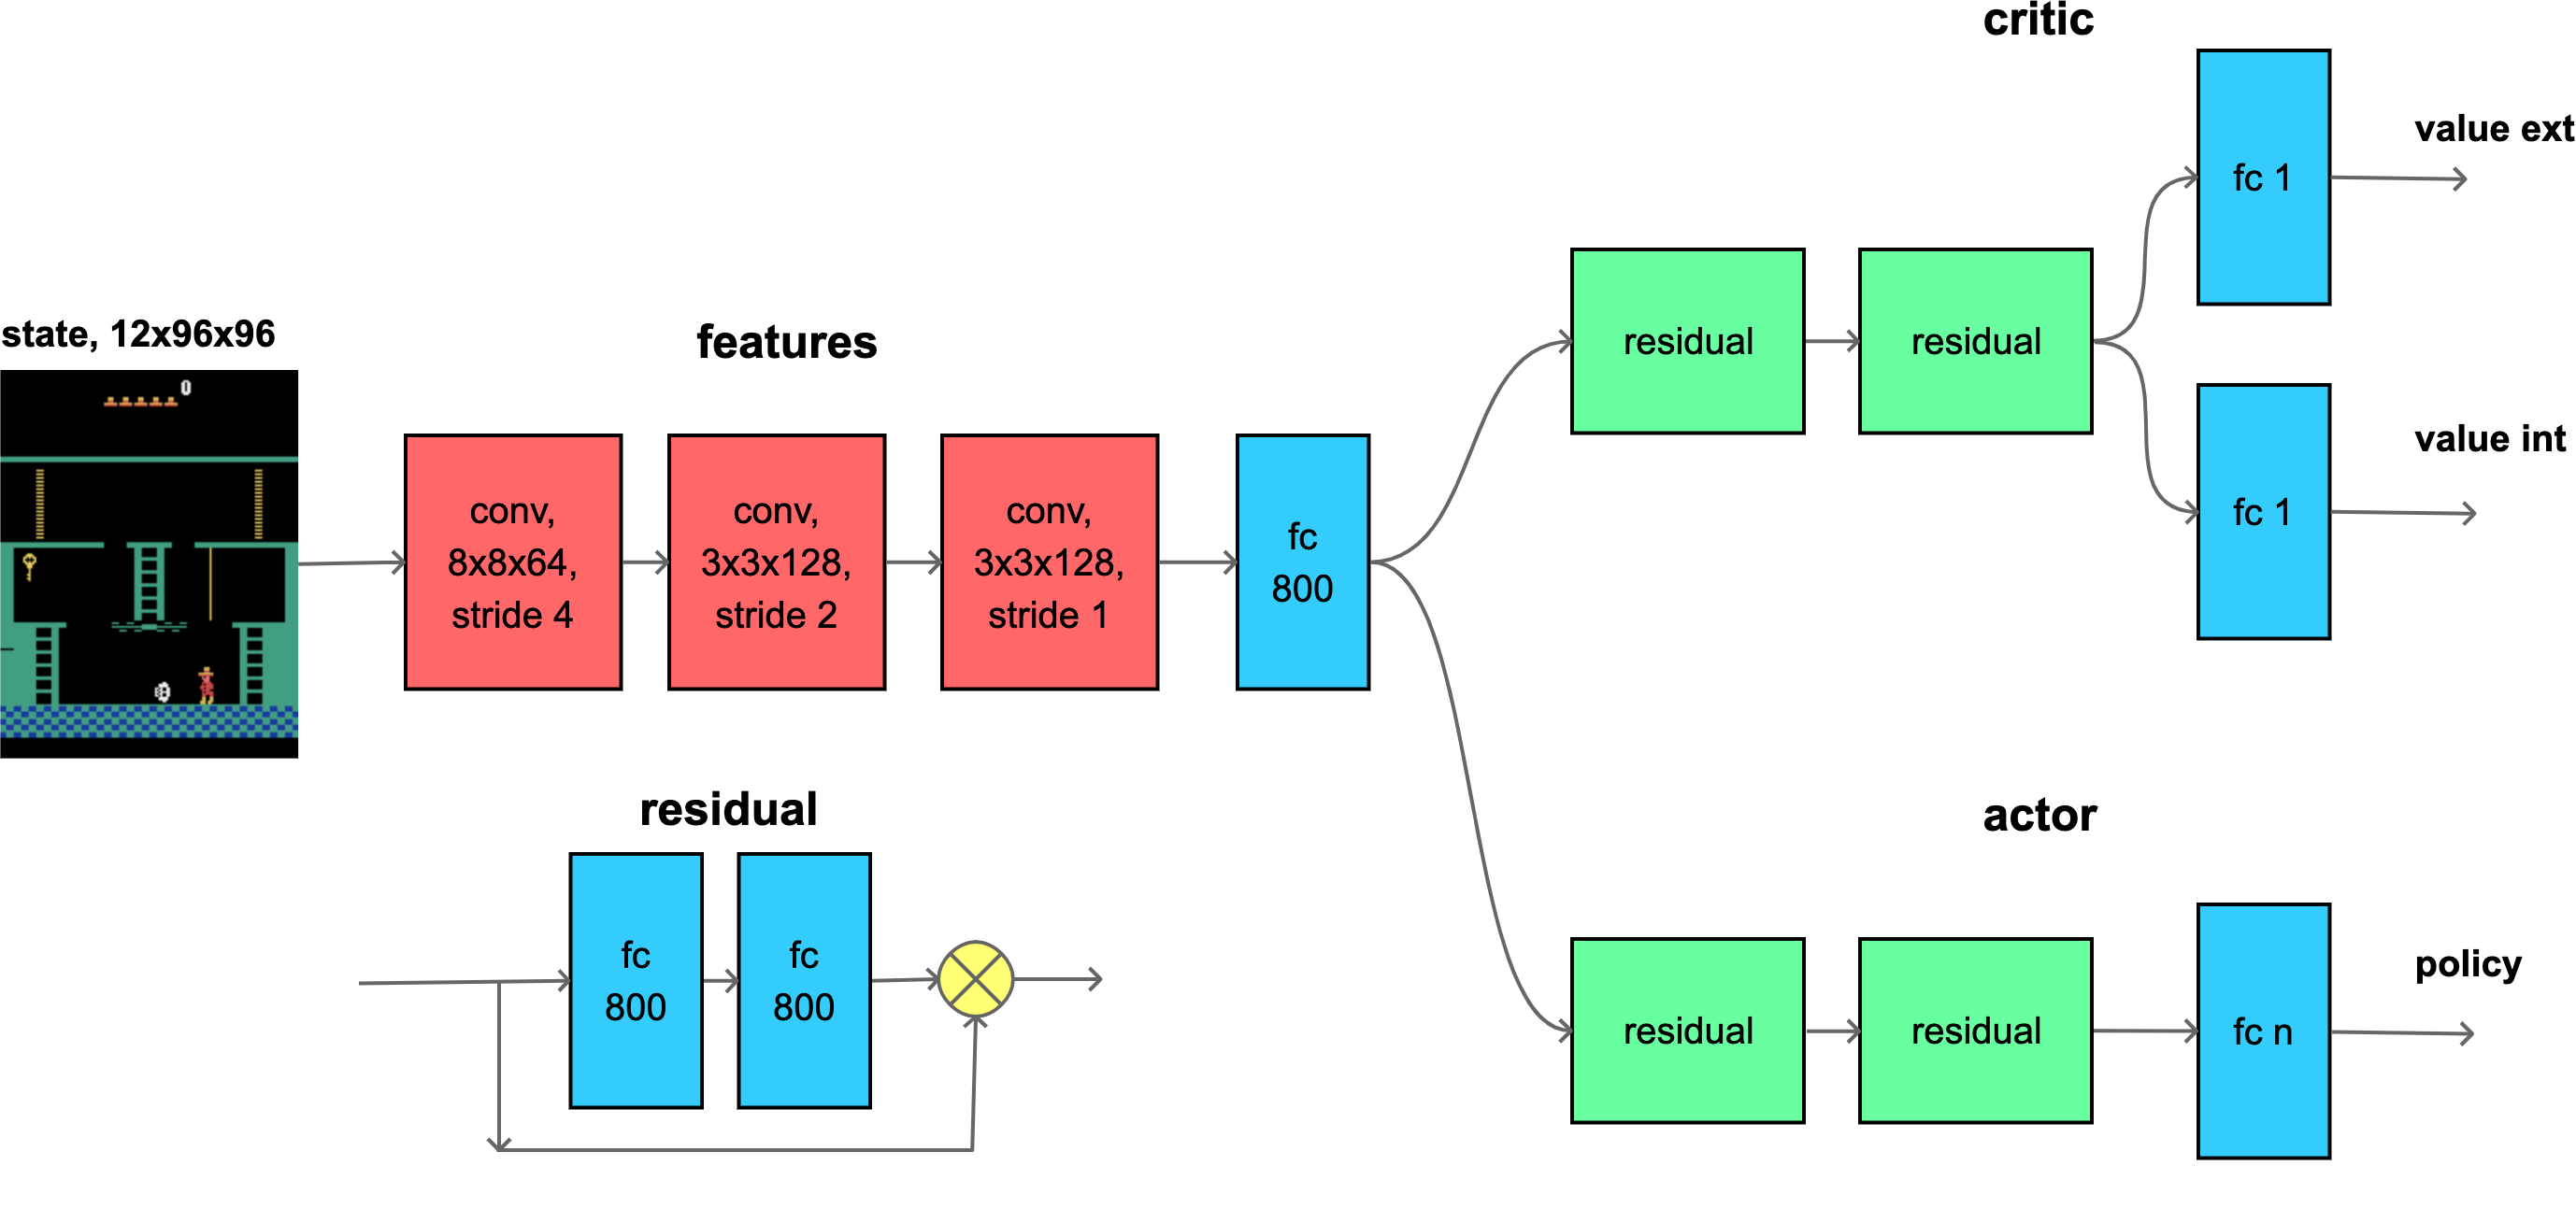 state, 12x96x96
0
features
conv,
8x8x64,
stride 4
conv,
3x3x128,
stride 2
conv,
3x3x128,
stride 1
fc
800
critic
residual
residual
fc 1
value ext
fc 1
value int
residual
fc
800
fc
800
actor
residual
residual
fc n
policy